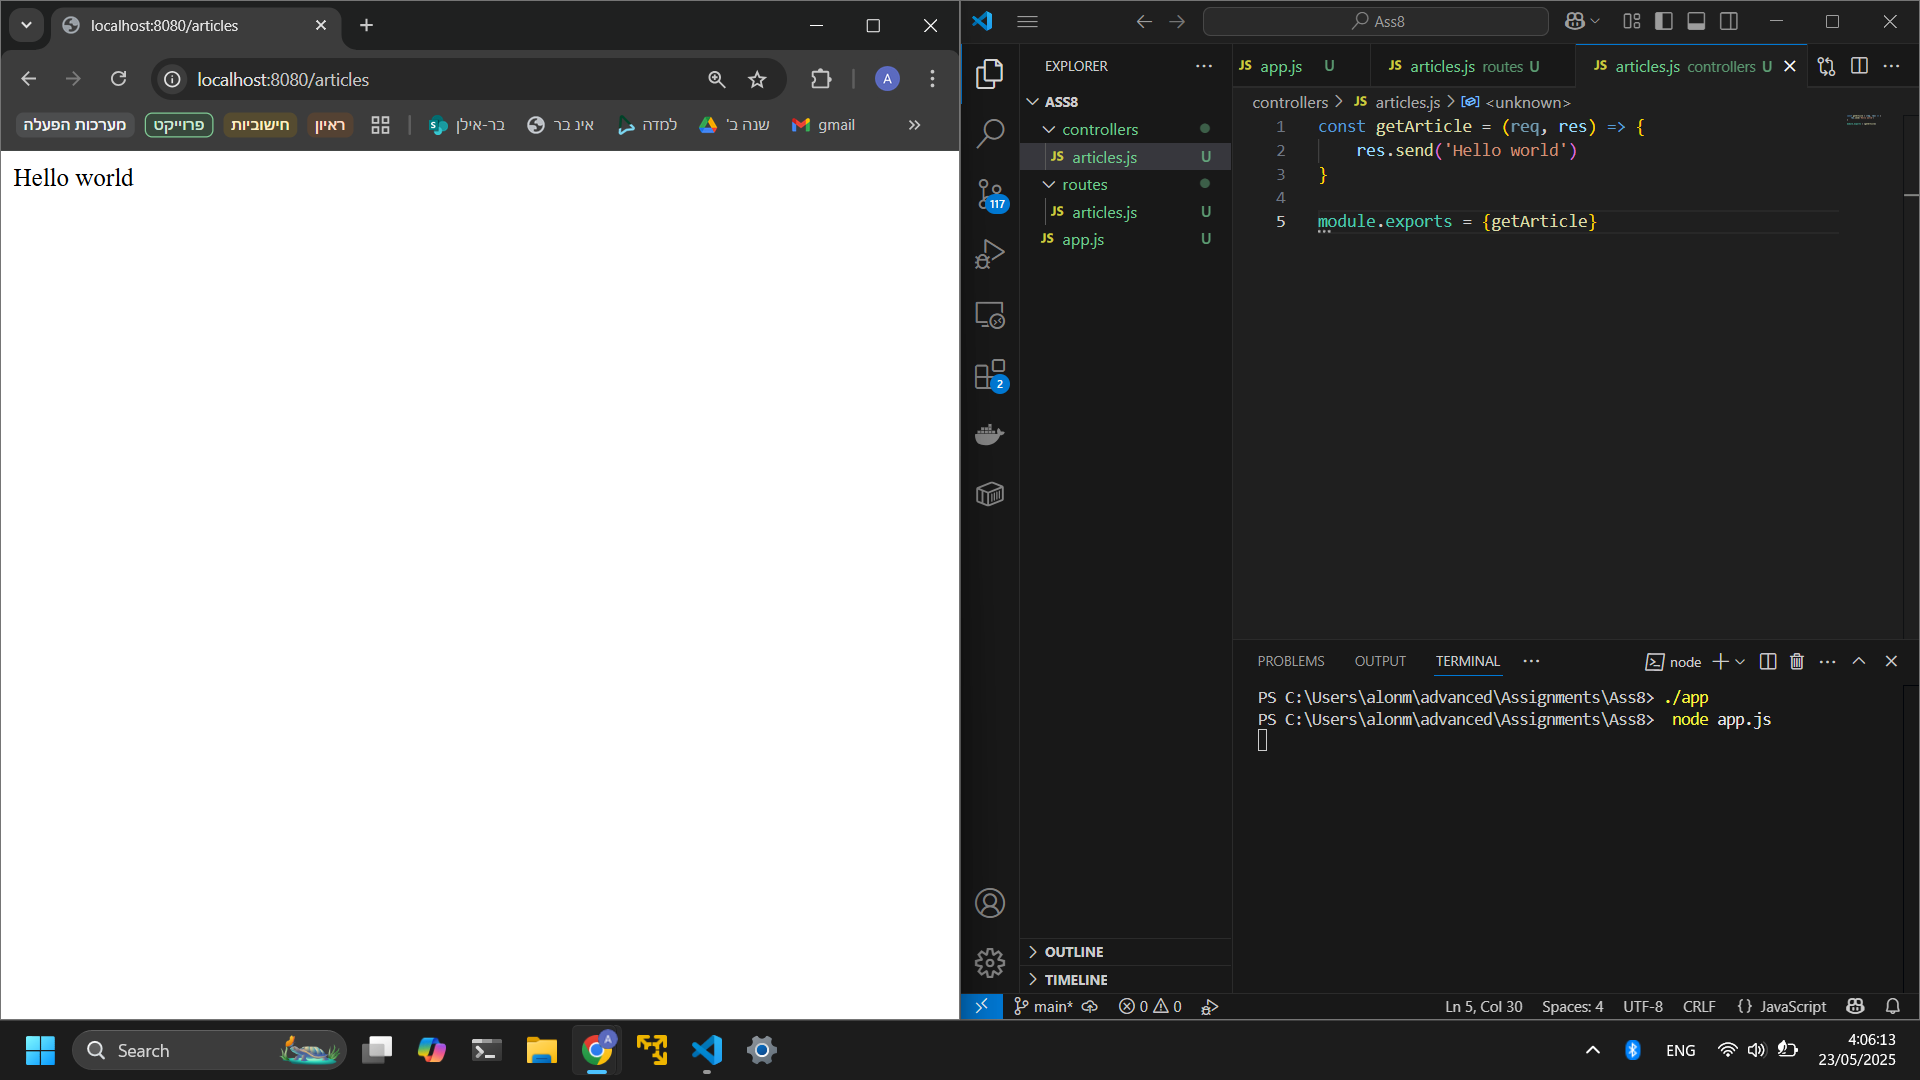 localhost:8080/articles
localhost:8080/articles
A
מערכות הפעלה
פרוייקט
חישוביות
ראיון
בר-אילן
אינ בר
למדה
שנה ב'
gmail
Hello world
Ass8
EXPLORER
ASS8
controllers
JS articles.js U
routes
JS articles.js U
JS app.js U
117
2
OUTLINE
TIMELINE
JS app.js U
JS articles.js routes U
JS articles.js controllers U
controllers > JS articles.js > <unknown>
1 const getArticle = (req, res) => {
2 res.send('Hello world')
3 }
4
5 module.exports = {getArticle}
PROBLEMS OUTPUT TERMINAL
node
PS C:\Users\alonm\advanced\Assignments\Ass8> ./app
PS C:\Users\alonm\advanced\Assignments\Ass8>  node app.js
main* 0 0
Ln 5, Col 30 Spaces: 4 UTF-8 CRLF {} JavaScript
Search
A
ENG
4:06:13
23/05/2025